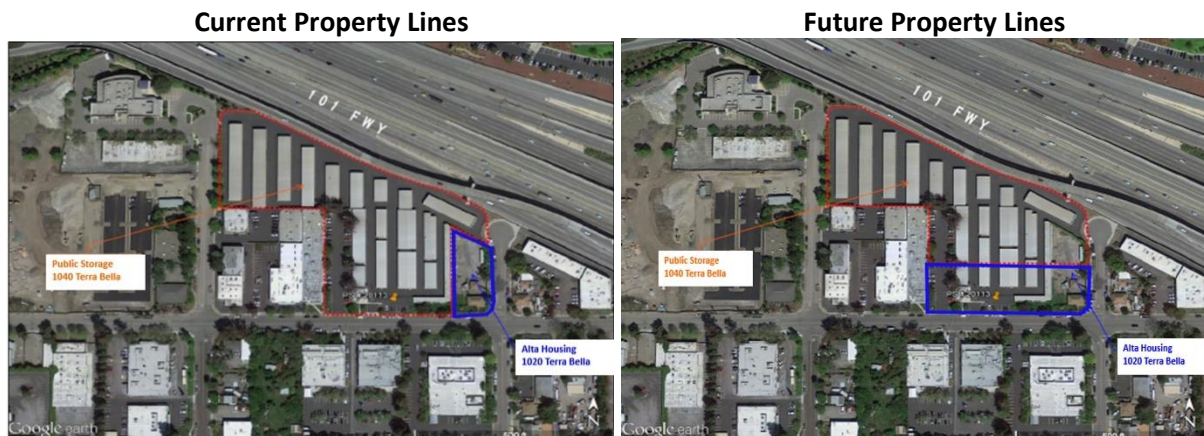 Current Property Lines
101 FWY
Public Storage
1040 Terra Bella
Alta Housing
1020 Terra Bella
Google earth
N
Future Property Lines
101 FWY
Public Storage
1040 Terra Bella
Alta Housing
1020 Terra Bella
Google earth
N